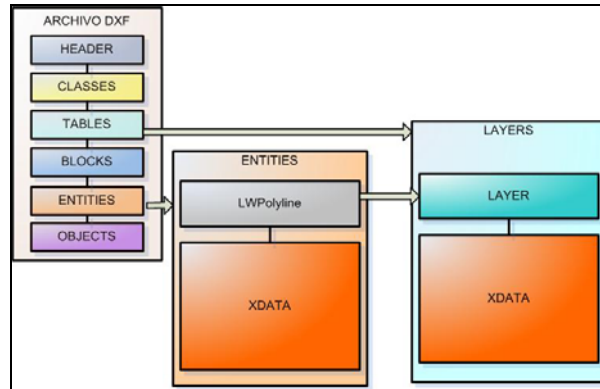 ARCHIVO DXF
HEADER
CLASSES
TABLES
BLOCKS
ENTITIES
OBJECTS
ENTITIES
LWPolyline
XDATA
LAYERS
LAYER
XDATA